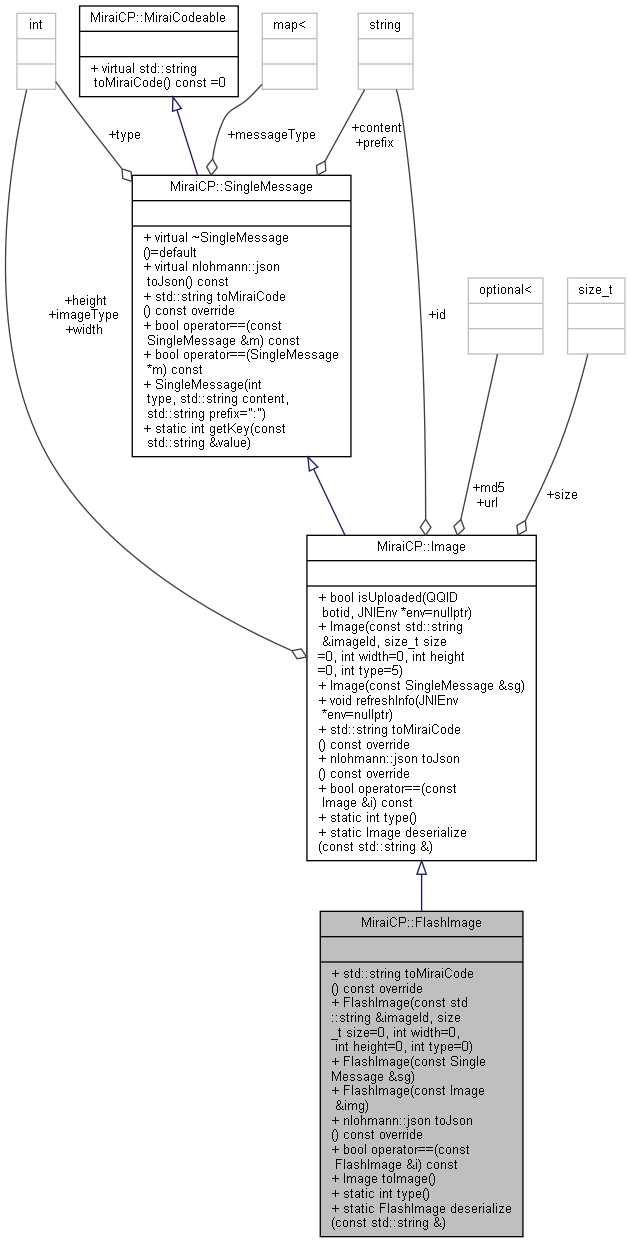 int
MiraiCP::MiraiCodeable
+ virtual std::string
toMiraiCode() const =0
map<
string
+type
+messageType
+content
+prefix
MiraiCP::SingleMessage
+ virtual ~SingleMessage
()=default
+ virtual nlohmann::json
toJson() const
+ std::string toMiraiCode
() const override
+ bool operator==(const
SingleMessage &m) const
+ bool operator==(SingleMessage
*m) const
+ SingleMessage(int
type, std::string content,
std::string prefix=":")
+ static int getKey(const
std::string &value)
+height
+imageType
+width
+id
optional<
size_t
+md5
+url
+size
MiraiCP::Image
+ bool isUploaded(QQID
botid, JNIEnv *env=nullptr)
+ Image(const std::string
&imageId, size_t size
=0, int width=0, int height
=0, int type=5)
+ Image(const SingleMessage &sg)
+ void refreshInfo(JNIEnv
*env=nullptr)
+ std::string toMiraiCode
() const override
+ nlohmann::json toJson
() const override
+ bool operator==(const
Image &i) const
+ static int type()
+ static Image deserialize
(const std::string &)
MiraiCP::FlashImage
+ std::string toMiraiCode
() const override
+ FlashImage(const std
::string &imageId, size
_t size=0, int width=0,
int height=0, int type=0)
+ FlashImage(const Single
Message &sg)
+ FlashImage(const Image
&img)
+ nlohmann::json toJson
() const override
+ bool operator==(const
FlashImage &i) const
+ Image toImage()
+ static int type()
+ static FlashImage deserialize
(const std::string &)